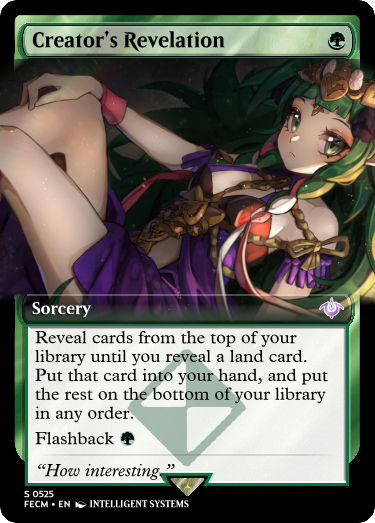 Creator's Revelation
Sorcery
Reveal cards from the top of your
library until you reveal a land card.
Put that card into your hand, and put
the rest on the bottom of your library
in any order.
Flashback
“How interesting.”
S 0525
FECM • EN INTELLIGENT SYSTEMS